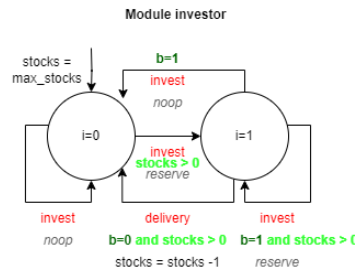 Module investor
stocks =
max_stocks
b=1
invest
noop
i=0
i=1
invest
stocks > 0
reserve
invest
noop
delivery
b=0 and stocks > 0
stocks = stocks -1
invest
b=1 and stocks > 0
reserve